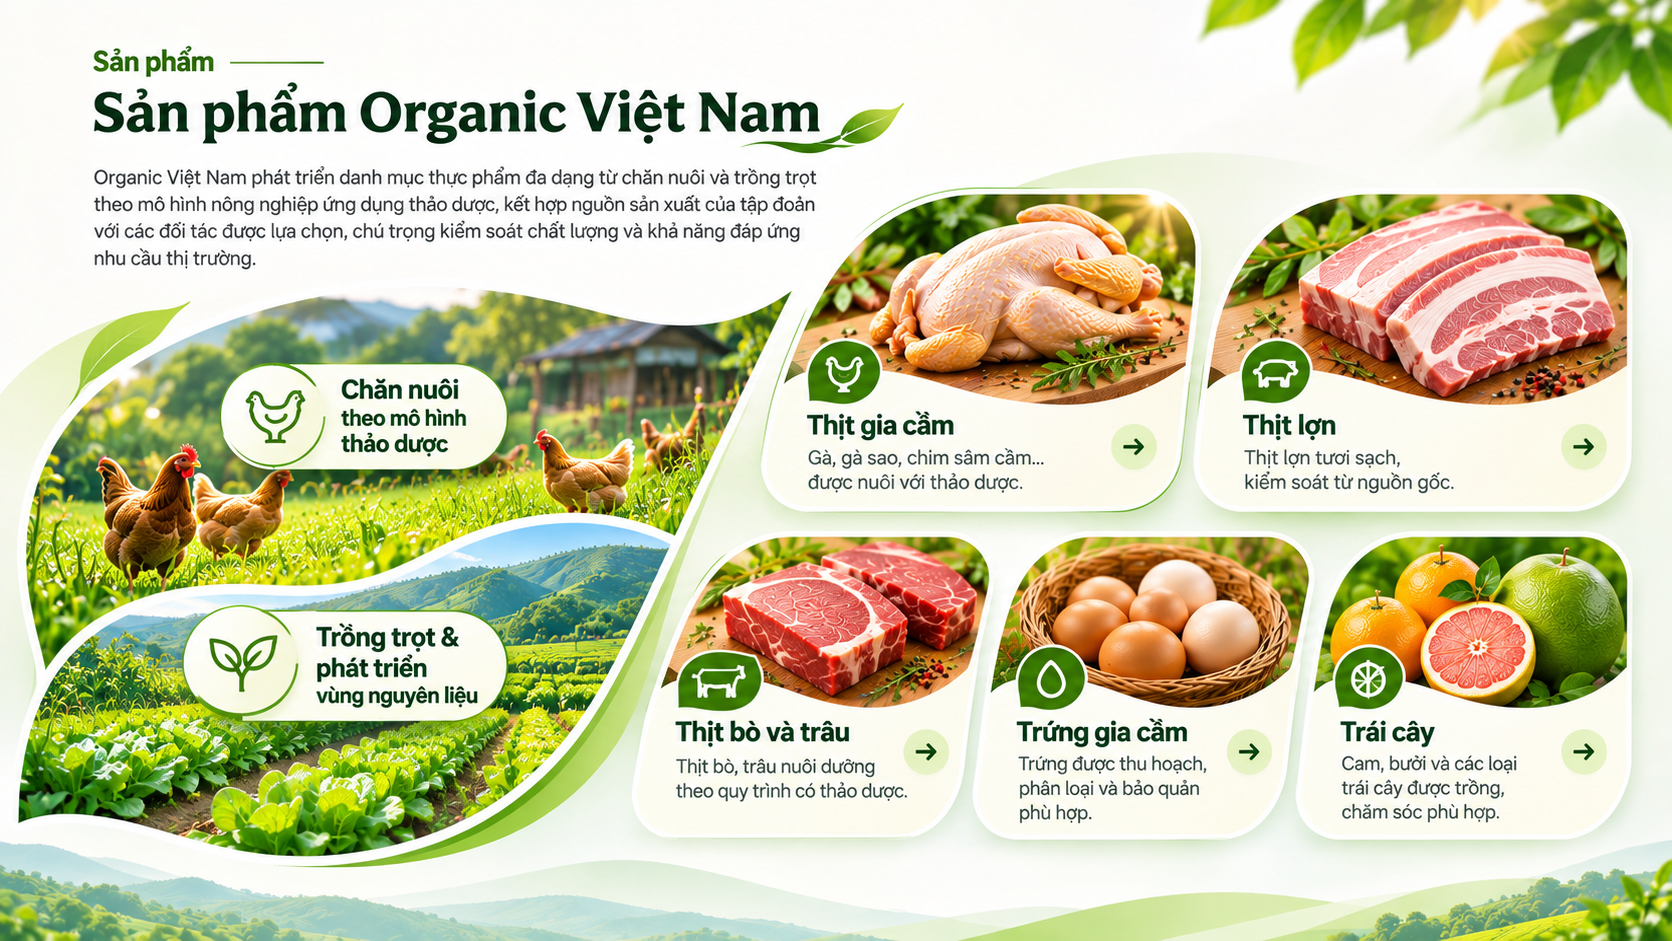 Sản phẩm
Sản phẩm Organic Việt Nam
Organic Việt Nam phát triển danh mục thực phẩm đa dạng từ chăn nuôi và trồng trọt
theo mô hình nông nghiệp ứng dụng thảo dược, kết hợp nguồn sản xuất của tập đoàn
với các đối tác được lựa chọn, chú trọng kiểm soát chất lượng và khả năng đáp ứng
nhu cầu thị trường.
Chăn nuôi
theo mô hình
thảo dược
Trồng trọt &
phát triển
vùng nguyên liệu
Thịt gia cầm
Gà, gà sao, chim sâm cầm...
được nuôi với thảo dược.
Thịt lợn
Thịt lợn tươi sạch,
kiểm soát từ nguồn gốc.
Thịt bò và trâu
Thịt bò, trâu nuôi dưỡng
theo quy trình có thảo dược.
Trứng gia cầm
Trứng được thu hoạch,
phân loại và bảo quản
phù hợp.
Trái cây
Cam, bưởi và các loại
trái cây được trồng,
chăm sóc phù hợp.